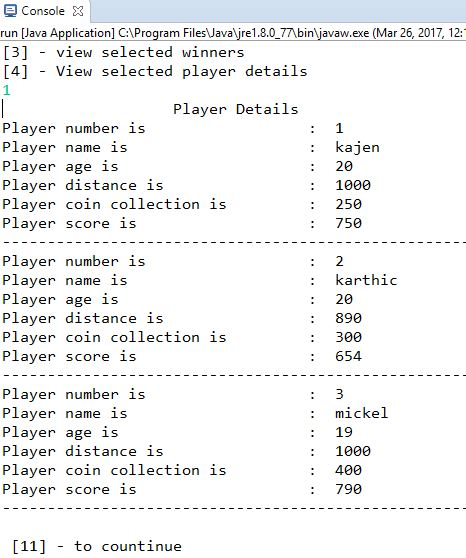 Console
run [Java Application] C:\Program Files\Java\jre1.8.0_77\bin\javaw.exe (Mar 26, 2017, 12:
[3] - view selected winners
[4] - View selected player details
1
Player Details
Player number is : 1
Player name is : kajen
Player age is : 20
Player distance is : 1000
Player coin collection is : 250
Player score is : 750
--------------------------------------------------------
Player number is : 2
Player name is : karthic
Player age is : 20
Player distance is : 890
Player coin collection is : 300
Player score is : 654
--------------------------------------------------------
Player number is : 3
Player name is : mickel
Player age is : 19
Player distance is : 1000
Player coin collection is : 400
Player score is : 790
--------------------------------------------------------
[11] - to countinue